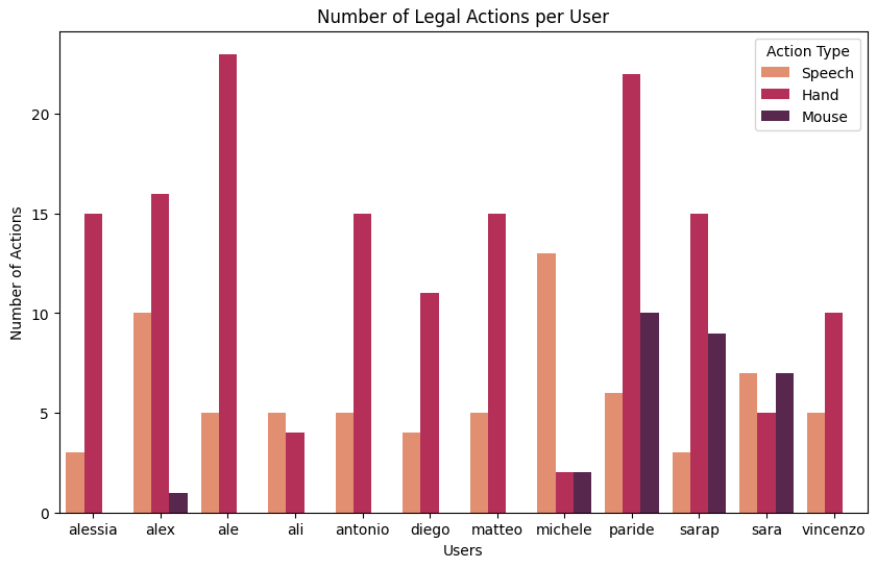 Number of Legal Actions per User
Action Type
Speech
Hand
Mouse
Number of Actions
20
15
10
5
0
alessia alex ale ali antonio diego matteo michele paride sarap sara vincenzo
Users